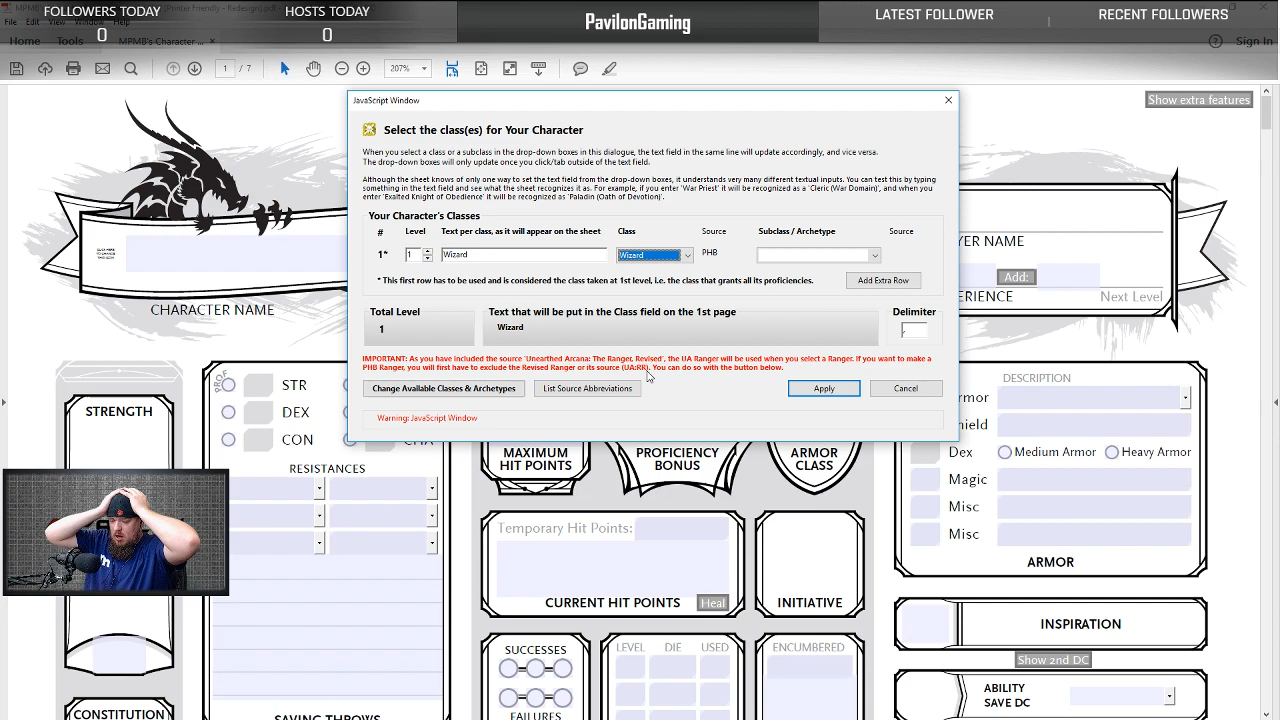 FOLLOWERS TODAY
0
HOSTS TODAY
0
PavilonGaming
LATEST FOLLOWER
RECENT FOLLOWERS
File Edit View Window Help
Home
Tools
MPMB's Character ...
Sign In
1 / 7
207%
Show extra features
JavaScript Window
Select the class(es) for Your Character
When you select a class or a subclass in the drop-down boxes in this dialogue, the text field in the same line will update accordingly, and vice versa.
The drop-down boxes will only update once you click/tab outside of the text field.
Although the sheet knows of only one way to set the text field from the drop-down boxes, it understands very many different textual inputs. You can test this by typing
something in the text field and see what the sheet recognizes it as. For example, if you enter 'War Priest' it will be recognized as a 'Cleric (War Domain)', and when you
enter 'Exalted Knight of Obedience' it will be recognized as 'Paladin (Oath of Devotion)'.
Your Character's Classes
# Level Text per class, as it will appear on the sheet Class Source Subclass / Archetype Source
1* 1 Wizard Wizard PHB
* This first row has to be used and is considered the class taken at 1st level, i.e. the class that grants all its proficiencies.
Add Extra Row
Total Level
1
Text that will be put in the Class field on the 1st page
Wizard
Delimiter
,
IMPORTANT: As you have included the source 'Unearthed Arcana: The Ranger, Revised', the UA Ranger will be used when you select a Ranger. If you want to make a
PHB Ranger, you will first have to exclude the Revised Ranger or its source (UA:RR). You can do so with the button below.
Change Available Classes & Archetypes
List Source Abbreviations
Apply
Cancel
Warning: JavaScript Window
CHARACTER NAME
YER NAME
Add:
ERIENCE
Next Level
STRENGTH
PROF
STR
DEX
CON
CHA
RESISTANCES
SAVING THROWS
CONSTITUTION
MAXIMUM
HIT POINTS
PROFICIENCY
BONUS
ARMOR
CLASS
Temporary Hit Points:
CURRENT HIT POINTS
Heal
INITIATIVE
SUCCESSES
FAILURES
LEVEL DIE USED
ENCUMBERED
DESCRIPTION
rmor
hield
Dex
Medium Armor
Heavy Armor
Magic
Misc
Misc
ARMOR
INSPIRATION
Show 2nd DC
ABILITY
SAVE DC